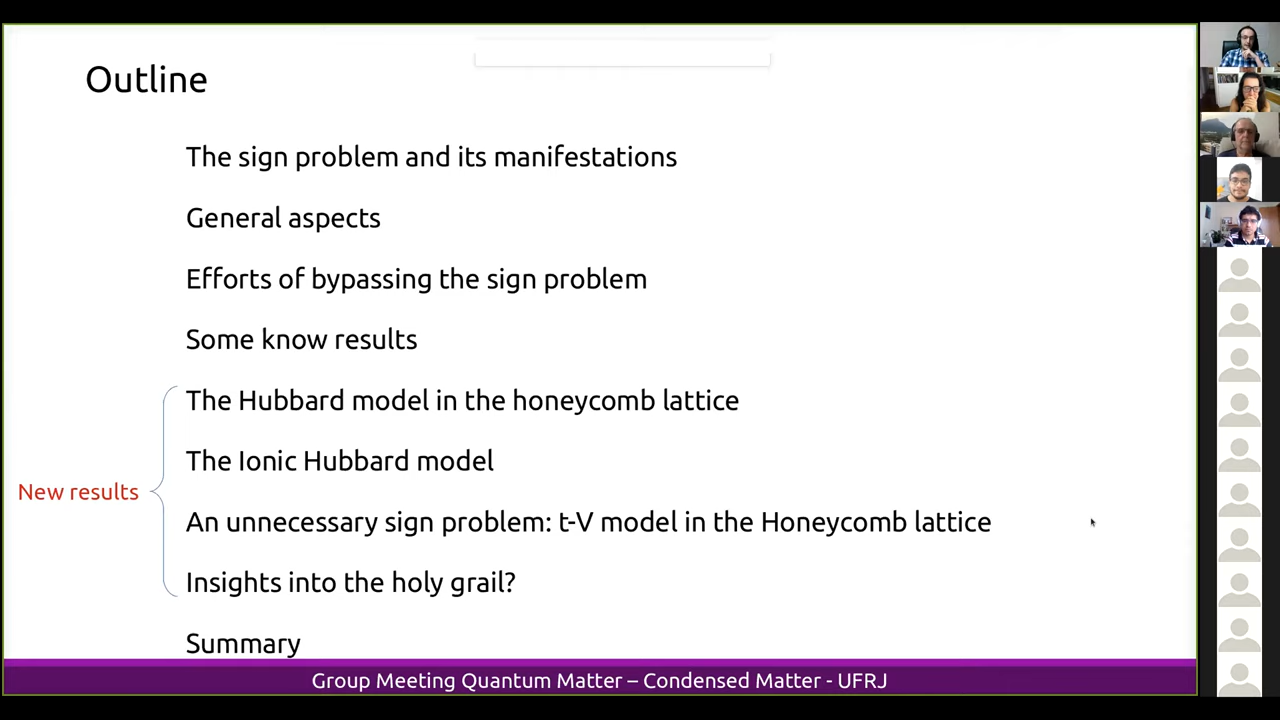 Outline
The sign problem and its manifestations
General aspects
Efforts of bypassing the sign problem
Some know results
The Hubbard model in the honeycomb lattice
The Ionic Hubbard model
New results
An unnecessary sign problem: t-V model in the Honeycomb lattice
Insights into the holy grail?
Summary
Group Meeting Quantum Matter – Condensed Matter - UFRJ